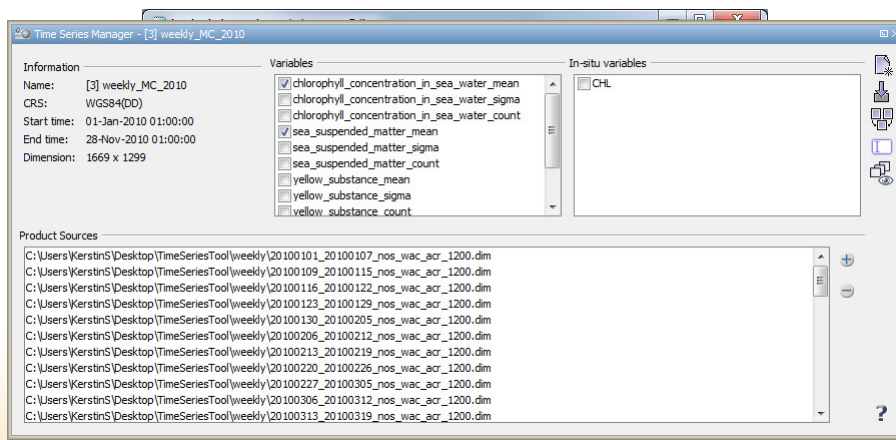 Time Series Manager - [3] weekly_MC_2010
Information
Name: [3] weekly_MC_2010
CRS: WGS84(DD)
Start time: 01-Jan-2010 01:00:00
End time: 28-Nov-2010 01:00:00
Dimension: 1669 x 1299
Variables
chlorophyll_concentration_in_sea_water_mean
chlorophyll_concentration_in_sea_water_sigma
chlorophyll_concentration_in_sea_water_count
sea_suspended_matter_mean
sea_suspended_matter_sigma
sea_suspended_matter_count
yellow_substance_mean
yellow_substance_sigma
yellow_substance_count
In-situ variables
CHL
Product Sources
C:\Users\KerstinS\Desktop\TimeSeriesTool\weekly\20100101_20100107_nos_wac_acr_1200.dim
C:\Users\KerstinS\Desktop\TimeSeriesTool\weekly\20100109_20100115_nos_wac_acr_1200.dim
C:\Users\KerstinS\Desktop\TimeSeriesTool\weekly\20100116_20100122_nos_wac_acr_1200.dim
C:\Users\KerstinS\Desktop\TimeSeriesTool\weekly\20100123_20100129_nos_wac_acr_1200.dim
C:\Users\KerstinS\Desktop\TimeSeriesTool\weekly\20100130_20100205_nos_wac_acr_1200.dim
C:\Users\KerstinS\Desktop\TimeSeriesTool\weekly\20100206_20100212_nos_wac_acr_1200.dim
C:\Users\KerstinS\Desktop\TimeSeriesTool\weekly\20100213_20100219_nos_wac_acr_1200.dim
C:\Users\KerstinS\Desktop\TimeSeriesTool\weekly\20100220_20100226_nos_wac_acr_1200.dim
C:\Users\KerstinS\Desktop\TimeSeriesTool\weekly\20100227_20100305_nos_wac_acr_1200.dim
C:\Users\KerstinS\Desktop\TimeSeriesTool\weekly\20100306_20100312_nos_wac_acr_1200.dim
C:\Users\KerstinS\Desktop\TimeSeriesTool\weekly\20100313_20100319_nos_wac_acr_1200.dim